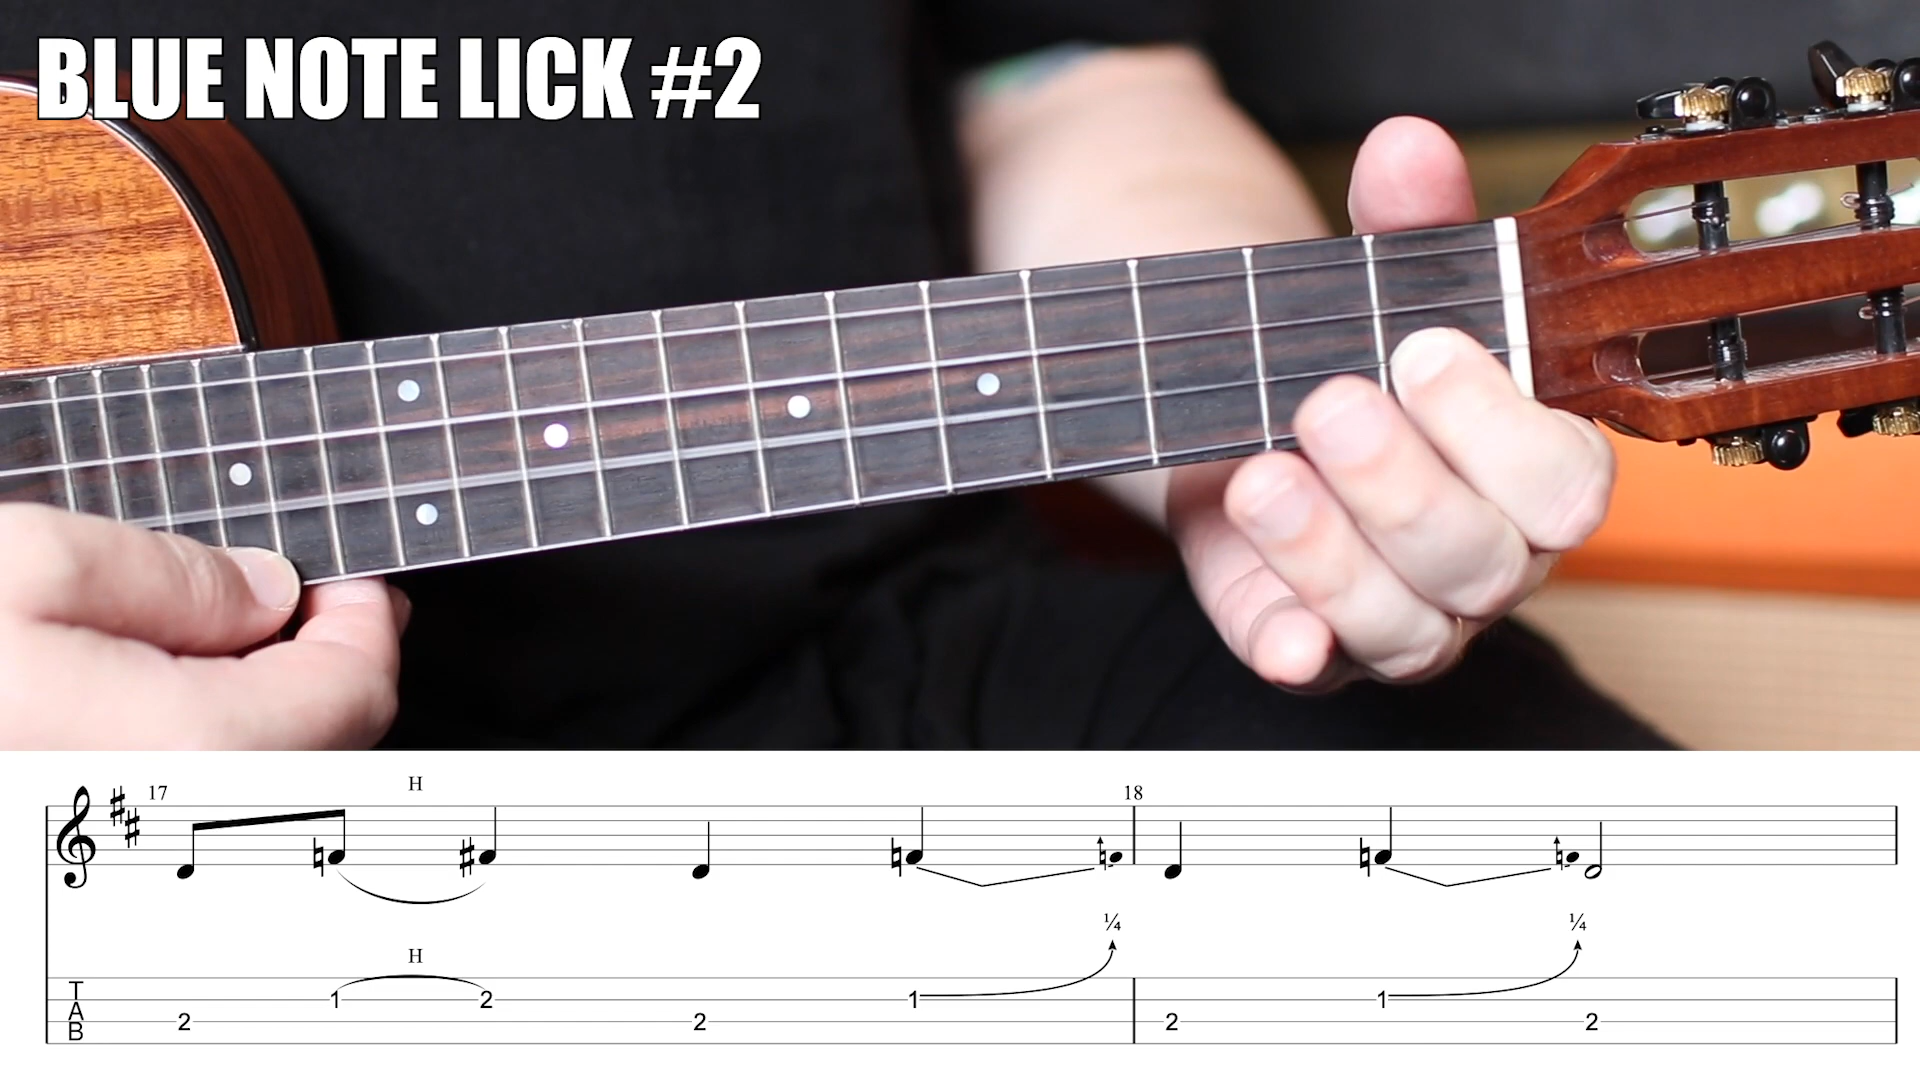 BLUE NOTE LICK #2
17 H 18
¼ ¼
H
T
A
B
1 2 1 1
2 2 2 2